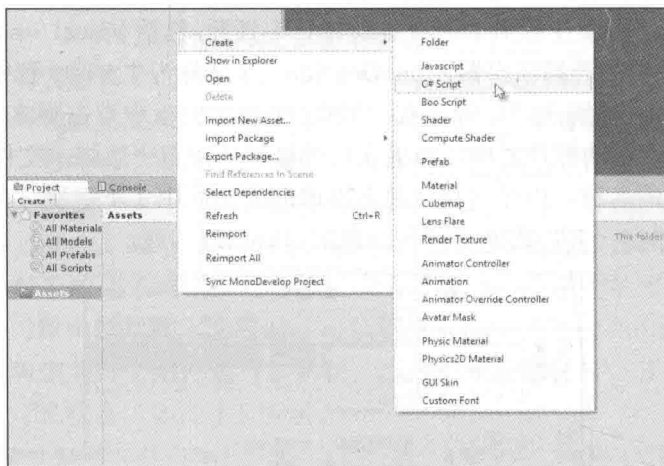 Create
Show in Explorer
Open
Delete
Import New Asset...
Import Package
Export Package...
Find References In Scene
Select Dependencies
Refresh Ctrl+R
Reimport
Reimport All
Sync MonoDevelop Project
Folder
Javascript
C# Script
Boo Script
Shader
Compute Shader
Prefab
Material
Cubemap
Lens Flare
Render Texture
Animator Controller
Animation
Animator Override Controller
Avatar Mask
Physic Material
Physics2D Material
GUI Skin
Custom Font
Project
Console
Create
Favorites
All Materials
All Models
All Prefabs
All Scripts
Assets
Assets
This folder